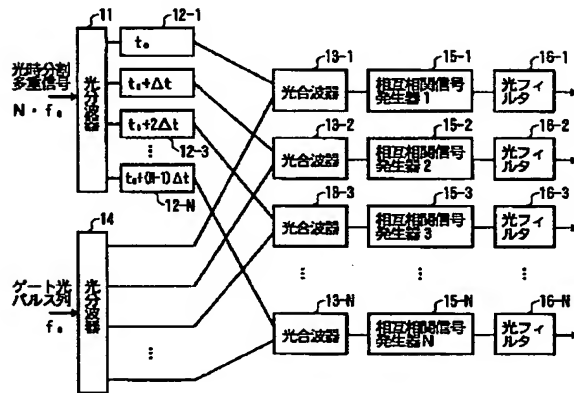 11
12-1
光時分割
多重信号
N・f₀
光分波器
t₀
t₀+Δt
t₀+2Δt
12-3
⋮
t₀+(N-1)Δt
12-N
13-1
光合波器
15-1
相互相関信号
発生器1
16-1
光フィ
ルタ
13-2
光合波器
15-2
相互相関信号
発生器2
16-2
光フィ
ルタ
13-3
光合波器
15-3
相互相関信号
発生器3
16-3
光フィ
ルタ
⋮
⋮
⋮
13-N
光合波器
15-N
相互相関信号
発生器N
16-N
光フィ
ルタ
14
ゲート光
パルス列
f₀
光分波器
⋮